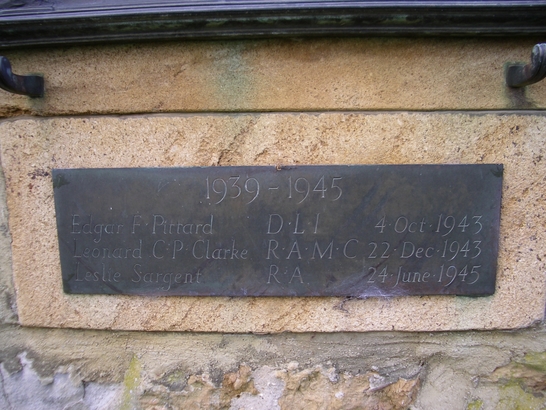 1939-1945
Edgar F·Pittard D·L·I 4·Oct·1943
Leonard C·P·Clarke R·A·M·C 22·Dec·1943
Leslie Sargent R·A 24·June·1945